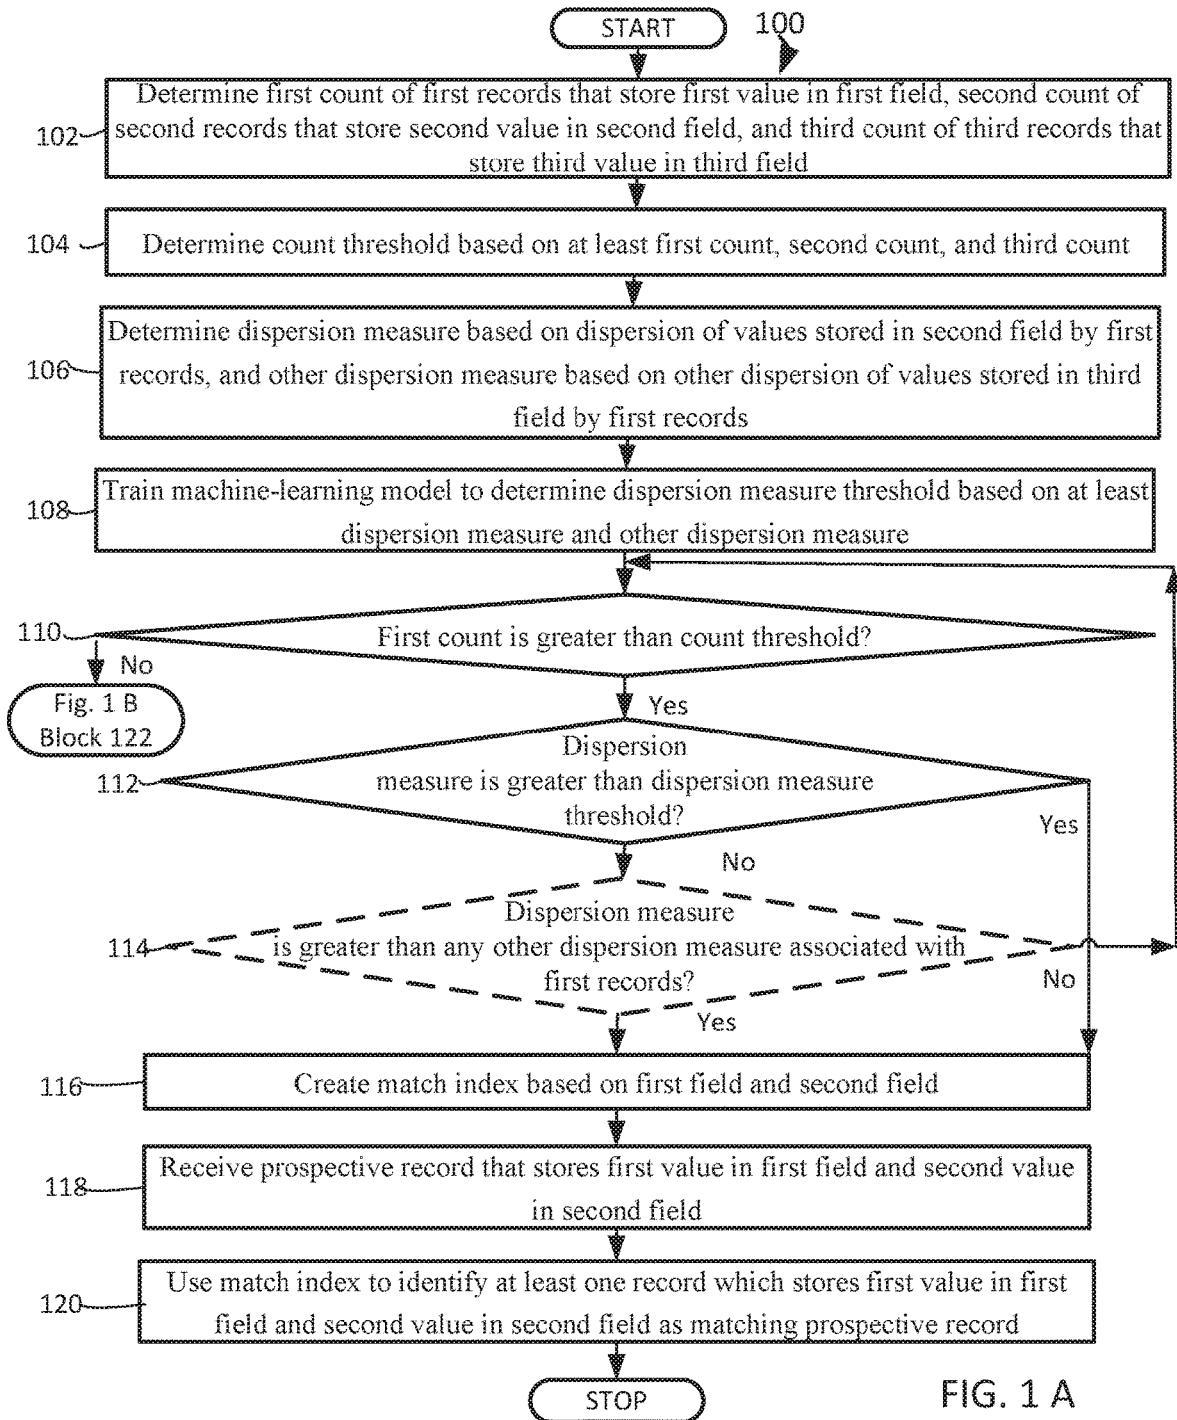 START
100
102
Determine first count of first records that store first value in first field, second count of
second records that store second value in second field, and third count of third records that
store third value in third field
104
Determine count threshold based on at least first count, second count, and third count
106
Determine dispersion measure based on dispersion of values stored in second field by first
records, and other dispersion measure based on other dispersion of values stored in third
field by first records
108
Train machine-learning model to determine dispersion measure threshold based on at least
dispersion measure and other dispersion measure
110
First count is greater than count threshold?
No
Fig. 1 B
Block 122
Yes
112
Dispersion
measure is greater than dispersion measure
threshold?
Yes
No
114
Dispersion measure
is greater than any other dispersion measure associated with
first records?
No
Yes
116
Create match index based on first field and second field
118
Receive prospective record that stores first value in first field and second value
in second field
120
Use match index to identify at least one record which stores first value in first
field and second value in second field as matching prospective record
STOP
FIG. 1 A